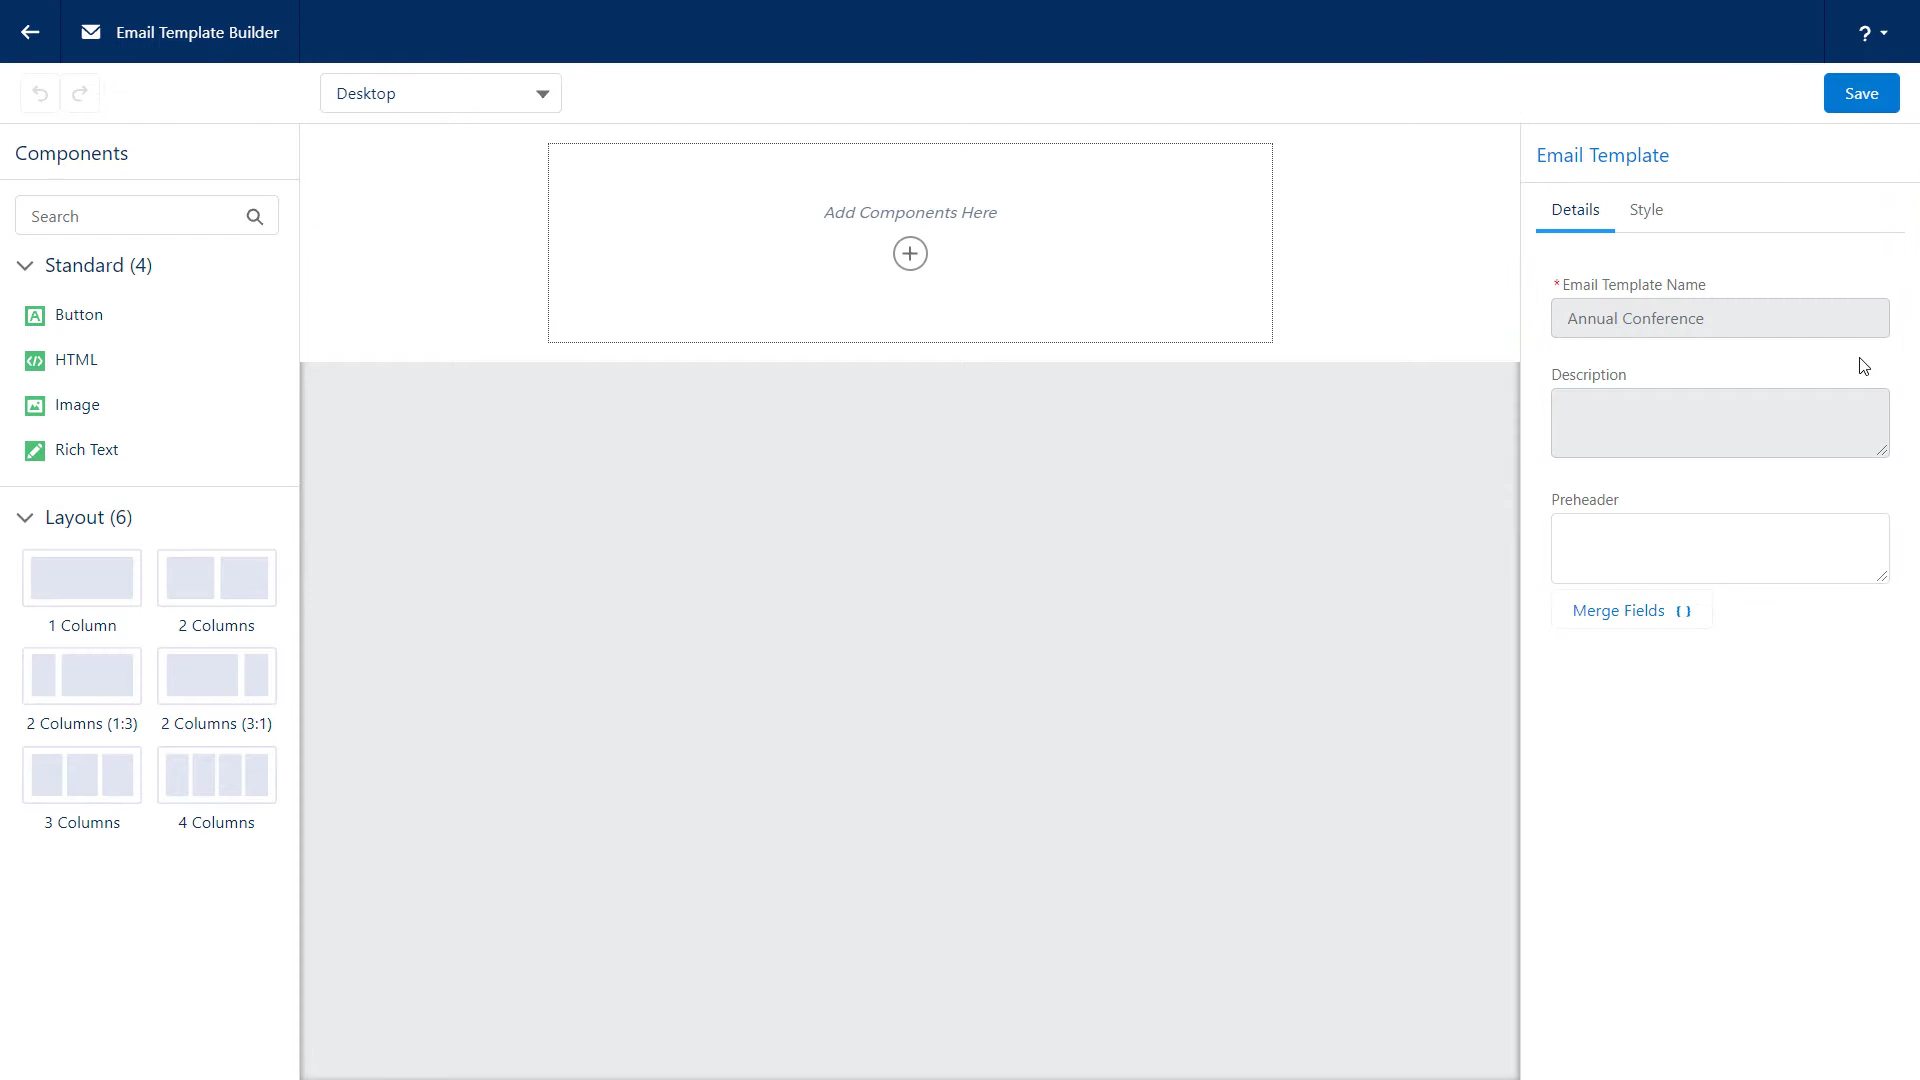 Email Template Builder
?
Desktop
Save
Components
Search
Standard (4)
Button
HTML
Image
Rich Text
Layout (6)
1 Column
2 Columns
2 Columns (1:3)
2 Columns (3:1)
3 Columns
4 Columns
Add Components Here
Email Template
Details
Style
* Email Template Name
Annual Conference
Description
Preheader
Merge Fields { }